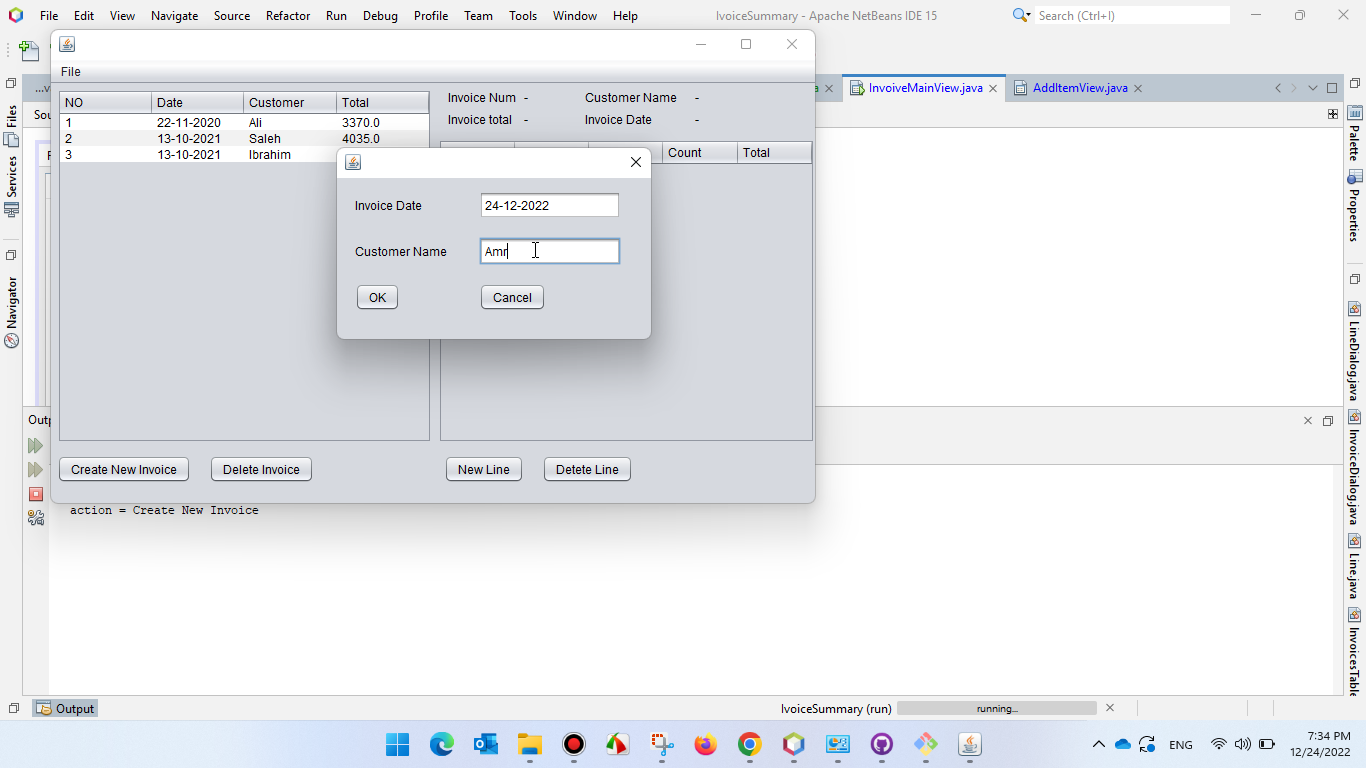 File Edit View Navigate Source Refactor Run Debug Profile Team Tools Window Help
IvoiceSummary - Apache NetBeans IDE 15
Search (Ctrl+I)
File
InvoiveMainView.java
AddItemView.java
NO Date Customer Total
1 22-11-2020 Ali 3370.0
2 13-10-2021 Saleh 4035.0
3 13-10-2021 Ibrahim
Invoice Num - Customer Name -
Invoice total - Invoice Date -
Count Total
Invoice Date 24-12-2022
Customer Name Amr
OK Cancel
Create New Invoice Delete Invoice New Line Detete Line
action = Create New Invoice
Files
Services
Navigator
Palette
Properties
LineDialog.java
InvoiceDialog.java
Line.java
InvoicesTable
Output
IvoiceSummary (run) running...
ENG
7:34 PM
12/24/2022